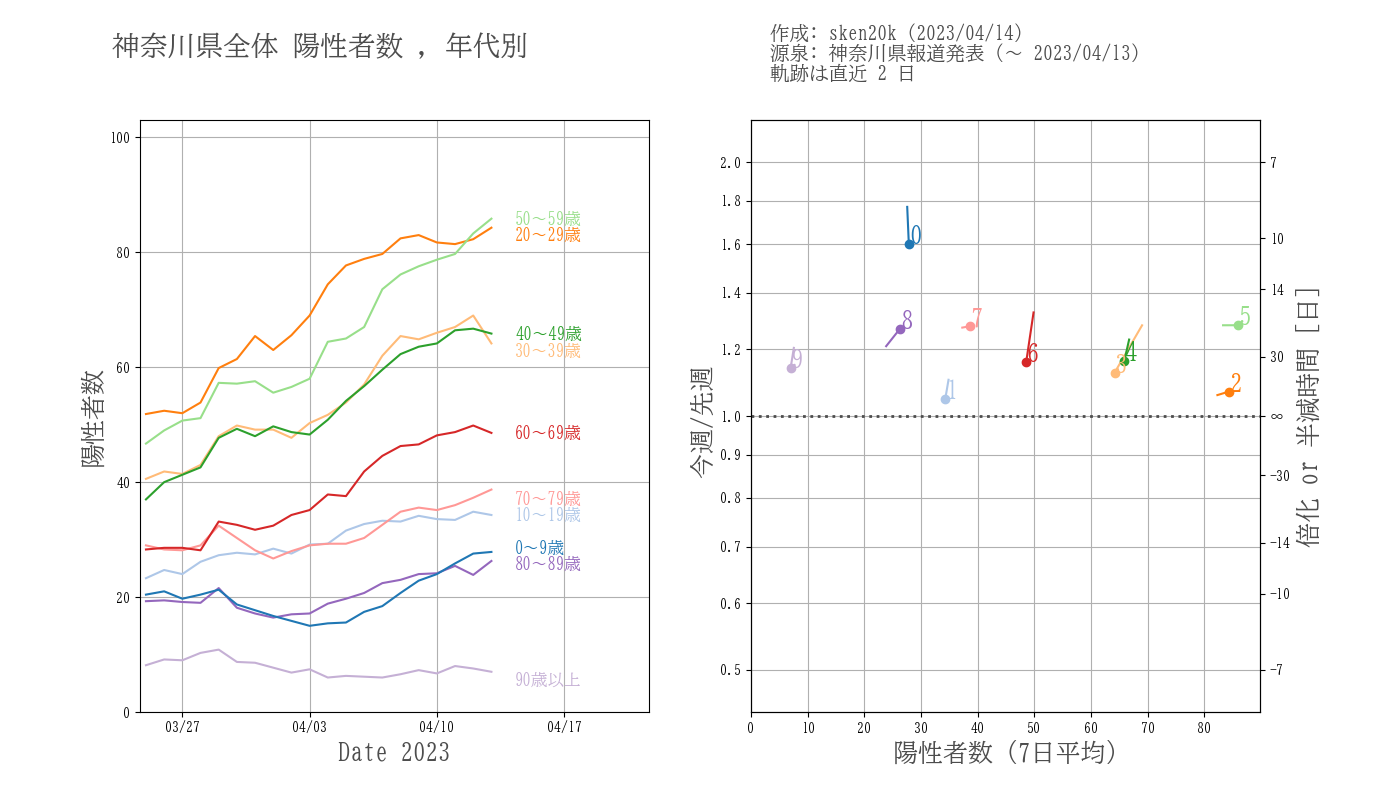 神奈川県全体 陽性者数 , 年代別
作成: sken20k (2023/04/14)
源泉: 神奈川県報道発表 (〜 2023/04/13)
軌跡は直近 2 日
100
80
60
40
20
0
陽性者数
50〜59歳
20〜29歳
40〜49歳
30〜39歳
60〜69歳
70〜79歳
10〜19歳
0〜9歳
80〜89歳
90歳以上
03/27 04/03 04/10 04/17
Date 2023
2.0
1.8
1.6
1.4
1.2
1.0
0.9
0.8
0.7
0.6
0.5
今週/先週
0
5
7
8
6
4
9
3
2
1
7
10
14
30
∞
-30
-14
-10
-7
倍化 or 半減時間 [日]
0 10 20 30 40 50 60 70 80
陽性者数 (7日平均)